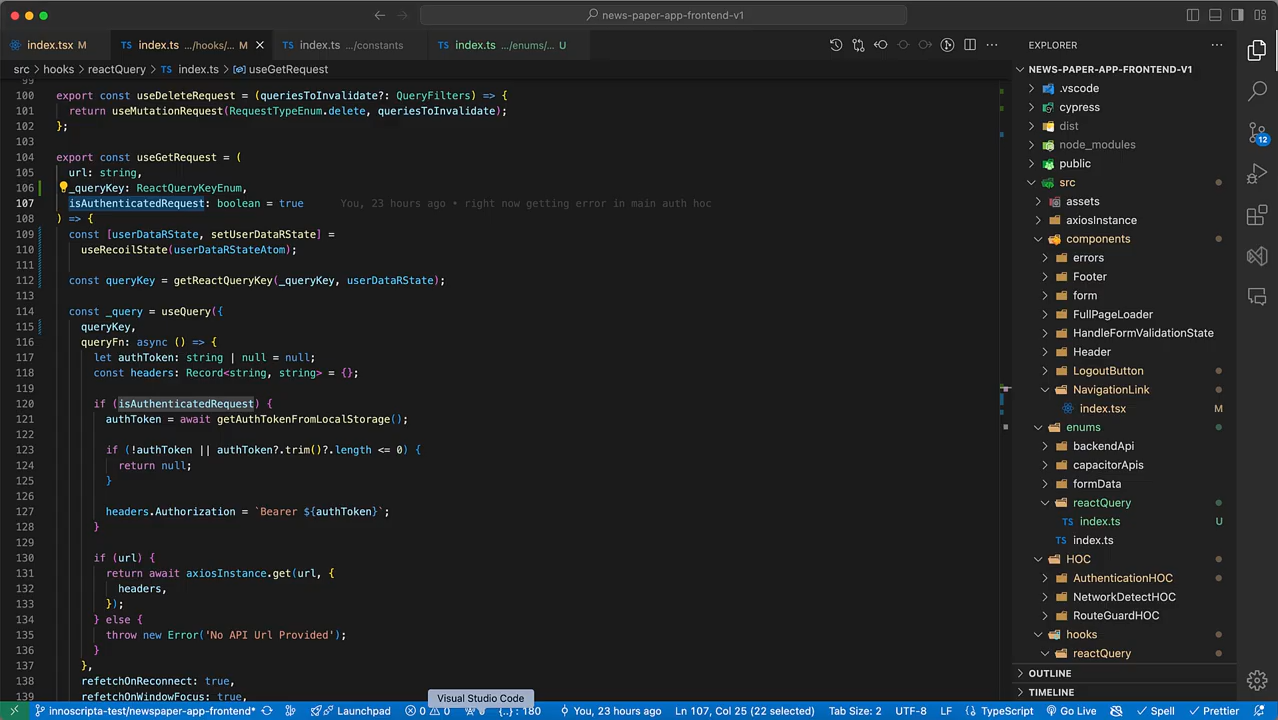 news-paper-app-frontend-v1
index.tsx M
index.ts .../hooks/... M
index.ts .../constants
index.ts .../enums/... U
EXPLORER
src > hooks > reactQuery > TS index.ts > useGetRequest
99
100 export const useDeleteRequest = (queriesToInvalidate?: QueryFilters) => {
101 return useMutationRequest(RequestTypeEnum.delete, queriesToInvalidate);
102 };
103
104 export const useGetRequest = (
105 url: string,
106 _queryKey: ReactQueryKeyEnum,
107 isAuthenticatedRequest: boolean = true You, 23 hours ago • right now getting error in main auth hoc
108 ) => {
109 const [userDataRState, setUserDataRState] =
110 useRecoilState(userDataRStateAtom);
111
112 const queryKey = getReactQueryKey(_queryKey, userDataRState);
113
114 const _query = useQuery({
115 queryKey,
116 queryFn: async () => {
117 let authToken: string | null = null;
118 const headers: Record<string, string> = {};
119
120 if (isAuthenticatedRequest) {
121 authToken = await getAuthTokenFromLocalStorage();
122
123 if (!authToken || authToken?.trim()?.length <= 0) {
124 return null;
125 }
126
127 headers.Authorization = `Bearer ${authToken}`;
128 }
129
130 if (url) {
131 return await axiosInstance.get(url, {
132 headers,
133 });
134 } else {
135 throw new Error('No API Url Provided');
136 }
137 },
138 refetchOnReconnect: true,
139 refetchOnWindowFocus: true,
NEWS-PAPER-APP-FRONTEND-V1
.vscode
cypress
dist
node_modules
public
src
assets
axiosInstance
components
errors
Footer
form
FullPageLoader
HandleFormValidationState
Header
LogoutButton
NavigationLink
index.tsx M
enums
backendApi
capacitorApis
formData
reactQuery
TS index.ts U
TS index.ts
HOC
AuthenticationHOC
NetworkDetectHOC
RouteGuardHOC
hooks
reactQuery
OUTLINE
TIMELINE
12
Visual Studio Code
innoscripta-test/newspaper-app-frontend* Launchpad 0 0 {..} : 180 You, 23 hours ago Ln 107, Col 25 (22 selected) Tab Size: 2 UTF-8 LF {} TypeScript Go Live Spell Prettier